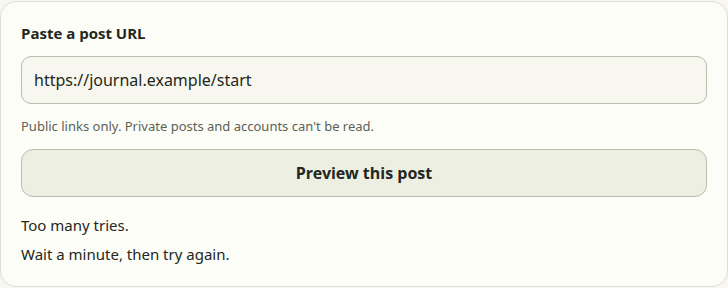 Paste a post URL
https://journal.example/start
Public links only. Private posts and accounts can't be read.
Preview this post
Too many tries.
Wait a minute, then try again.